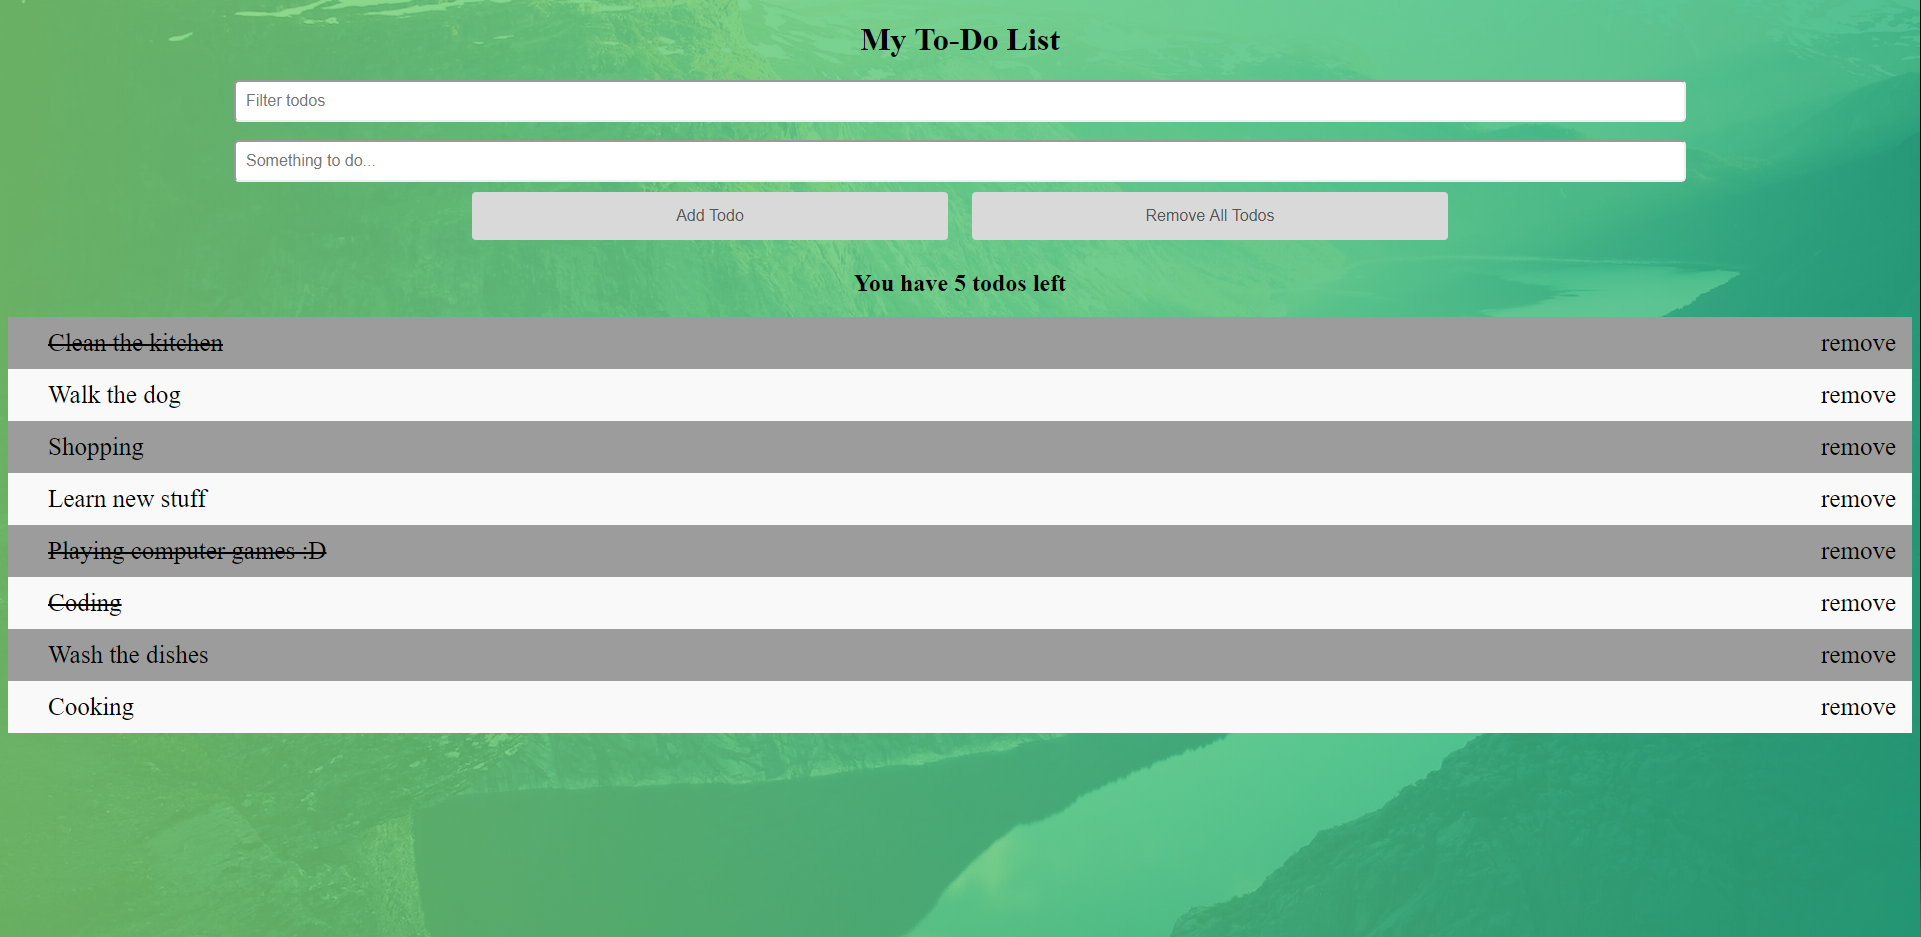 My To-Do List
Filter todos
Something to do...
Add Todo Remove All Todos
You have 5 todos left
Clean the kitchen remove
Walk the dog remove
Shopping remove
Learn new stuff remove
Playing computer games :D remove
Coding remove
Wash the dishes remove
Cooking remove